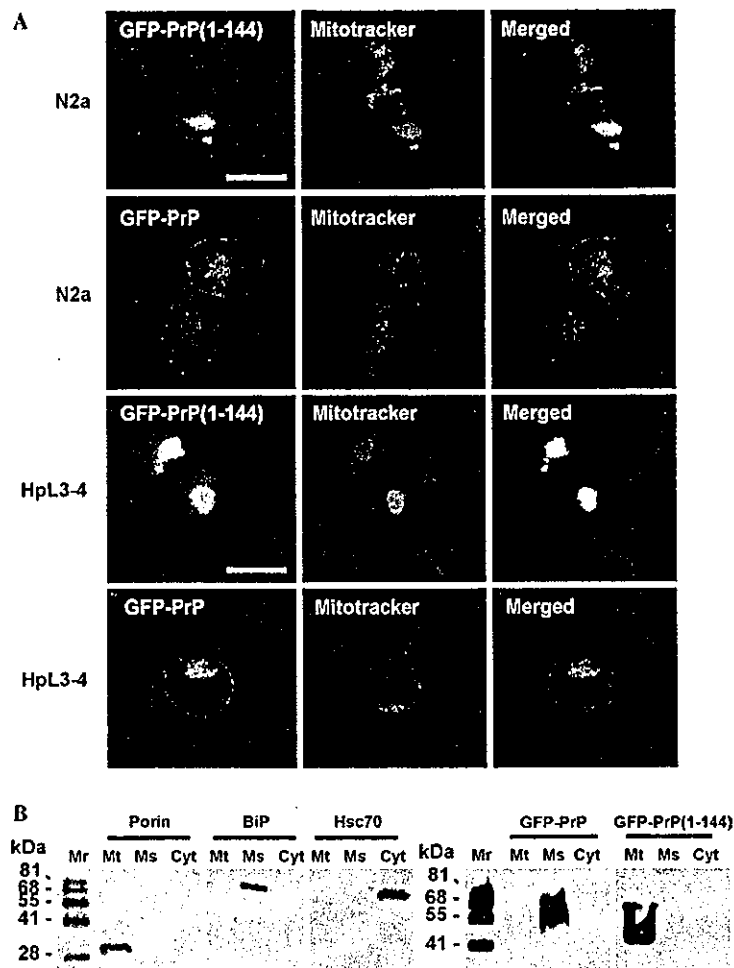 A
GFP-PrP(1-144) Mitotracker Merged
N2a
GFP-PrP Mitotracker Merged
N2a
GFP-PrP(1-144) Mitotracker Merged
HpL3-4
GFP-PrP Mitotracker Merged
HpL3-4
B
Porin BiP Hsc70 GFP-PrP GFP-PrP(1-144)
kDa Mr Mt Ms Cyt Mt Ms Cyt Mt Ms Cyt kDa Mr Mt Ms Cyt Mt Ms Cyt
81 81
68 - 68 -
55 - 55 -
41 - 41 -
28 -